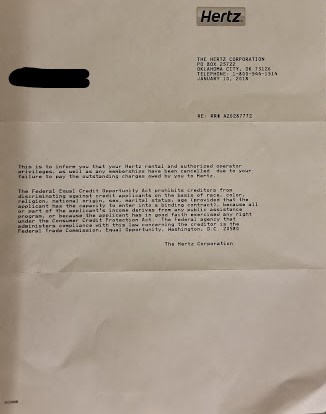 Hertz
THE HERTZ CORPORATION
PO BOX 25722
OKLAHOMA CITY, OK 73126
TELEPHONE: 1-800-944-1514
JANUARY 10, 2018
RE: RR# A20287772
This is to inform you that your Hertz rental and authorized operator
privileges, as well as any memberships have been cancelled due to your
failure to pay the outstanding charges owed by you to Hertz.
The Federal Equal Credit Opportunity Act prohibits creditors from
discriminating against credit applicants on the basis of race, color,
religion, national origin, sex, marital status, age (provided that the
applicant has the capacity to enter into a binding contract), because all
or part of the applicant's income derives from any public assistance
program, or because the applicant has in good faith exercised any right
under the Consumer Credit Protection Act. The Federal agency that
administers compliance with this law concerning the creditor is the
Federal Trade Commission, Equal Opportunity, Washington, D.C. 20580
The Hertz Corporation